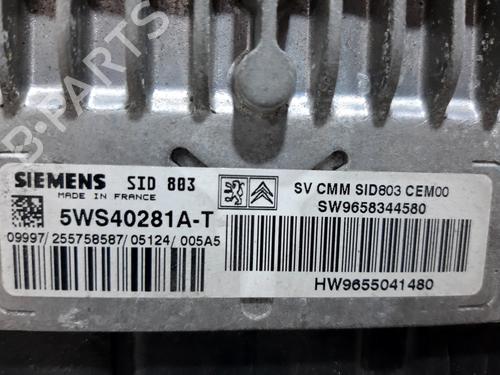 B-PARTS
SIEMENS SID 803
MADE IN FRANCE
5WS40281A-T
09997/255758587/05124/005A5
SV CMM SID803 CEM00
SW9658344580
HW9655041480